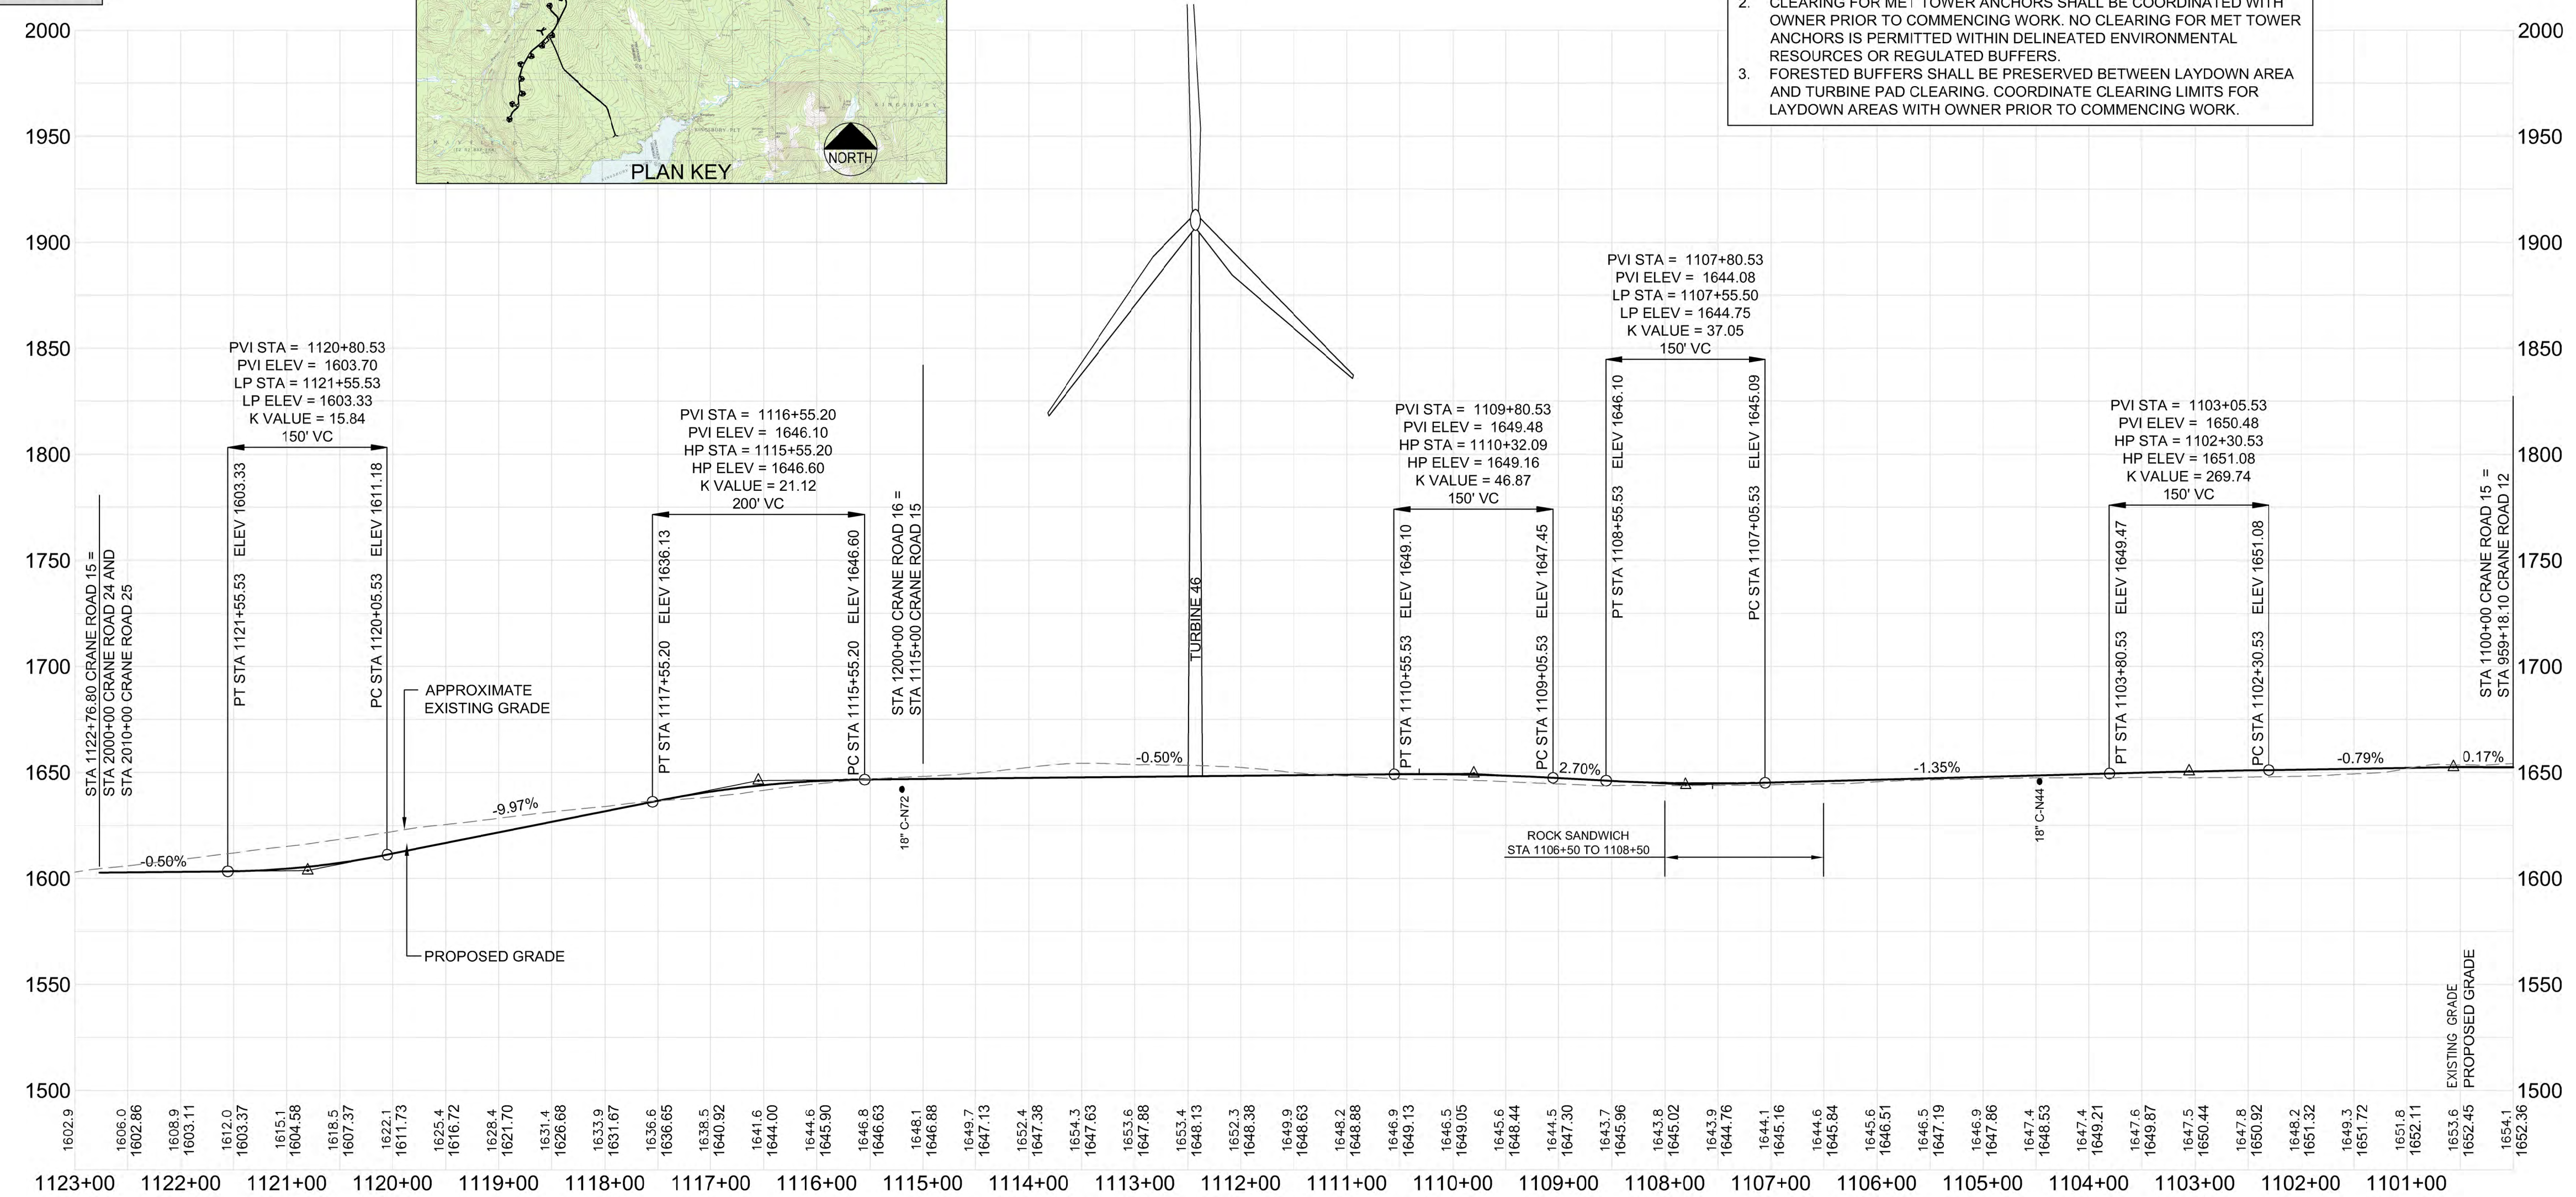 2. CLEARING FOR MET TOWER ANCHORS SHALL BE COORDINATED WITH
OWNER PRIOR TO COMMENCING WORK. NO CLEARING FOR MET TOWER
ANCHORS IS PERMITTED WITHIN DELINEATED ENVIRONMENTAL
RESOURCES OR REGULATED BUFFERS.
3. FORESTED BUFFERS SHALL BE PRESERVED BETWEEN LAYDOWN AREA
AND TURBINE PAD CLEARING. COORDINATE CLEARING LIMITS FOR
LAYDOWN AREAS WITH OWNER PRIOR TO COMMENCING WORK.
KINGSBURY
NORTH
PLAN KEY
2000
1950
1900
1850
1800
1750
1700
1650
1600
1550
1500
2000
1950
1900
1850
1800
1750
1700
1650
1600
1550
1500
STA 1122+76.80 CRANE ROAD 15 =
STA 2000+00 CRANE ROAD 24 AND
STA 2010+00 CRANE ROAD 25
PVI STA = 1120+80.53
PVI ELEV = 1603.70
LP STA = 1121+55.53
LP ELEV = 1603.33
K VALUE = 15.84
150' VC
PT STA 1121+55.53 ELEV 1603.33
PC STA 1120+05.53 ELEV 1611.18
APPROXIMATE
EXISTING GRADE
PROPOSED GRADE
-0.50%
-9.97%
PVI STA = 1116+55.20
PVI ELEV = 1646.10
HP STA = 1115+55.20
HP ELEV = 1646.60
K VALUE = 21.12
200' VC
PT STA 1117+55.20 ELEV 1636.13
PC STA 1115+55.20 ELEV 1646.60
STA 1200+00 CRANE ROAD 16 =
STA 1115+00 CRANE ROAD 15
18" C-N72
-0.50%
TURBINE 46
PVI STA = 1109+80.53
PVI ELEV = 1649.48
HP STA = 1110+32.09
HP ELEV = 1649.16
K VALUE = 46.87
150' VC
PT STA 1110+55.53 ELEV 1649.10
PC STA 1109+05.53 ELEV 1647.45
2.70%
PVI STA = 1107+80.53
PVI ELEV = 1644.08
LP STA = 1107+55.50
LP ELEV = 1644.75
K VALUE = 37.05
150' VC
PT STA 1108+55.53 ELEV 1646.10
PC STA 1107+05.53 ELEV 1645.09
ROCK SANDWICH
STA 1106+50 TO 1108+50
-1.35%
18" C-N44
PVI STA = 1103+05.53
PVI ELEV = 1650.48
HP STA = 1102+30.53
HP ELEV = 1651.08
K VALUE = 269.74
150' VC
PT STA 1103+80.53 ELEV 1649.47
PC STA 1102+30.53 ELEV 1651.08
-0.79%
0.17%
STA 1100+00 CRANE ROAD 15 =
STA 959+18.10 CRANE ROAD 12
EXISTING GRADE
PROPOSED GRADE
1602.9
1606.0
1602.86
1608.9
1603.11
1612.0
1603.37
1615.1
1604.58
1618.5
1607.37
1622.1
1611.73
1625.4
1616.72
1628.4
1621.70
1631.4
1626.68
1633.9
1631.67
1636.6
1636.65
1638.5
1640.92
1641.6
1644.00
1644.6
1645.90
1646.8
1646.63
1648.1
1646.88
1649.7
1647.13
1652.4
1647.38
1654.3
1647.63
1653.6
1647.88
1653.4
1648.13
1652.3
1648.38
1649.9
1648.63
1648.2
1648.88
1646.9
1649.13
1646.5
1649.05
1645.6
1648.44
1644.5
1647.30
1643.7
1645.96
1643.8
1645.02
1643.9
1644.76
1644.1
1645.16
1644.6
1645.84
1645.6
1646.51
1646.5
1647.19
1646.9
1647.86
1647.4
1648.53
1647.4
1649.21
1647.6
1649.87
1647.5
1650.44
1647.8
1650.92
1648.2
1651.32
1649.3
1651.72
1651.8
1652.11
1653.6
1652.45
1654.1
1652.36
1123+00 1122+00 1121+00 1120+00 1119+00 1118+00 1117+00 1116+00 1115+00 1114+00 1113+00 1112+00 1111+00 1110+00 1109+00 1108+00 1107+00 1106+00 1105+00 1104+00 1103+00 1102+00 1101+00